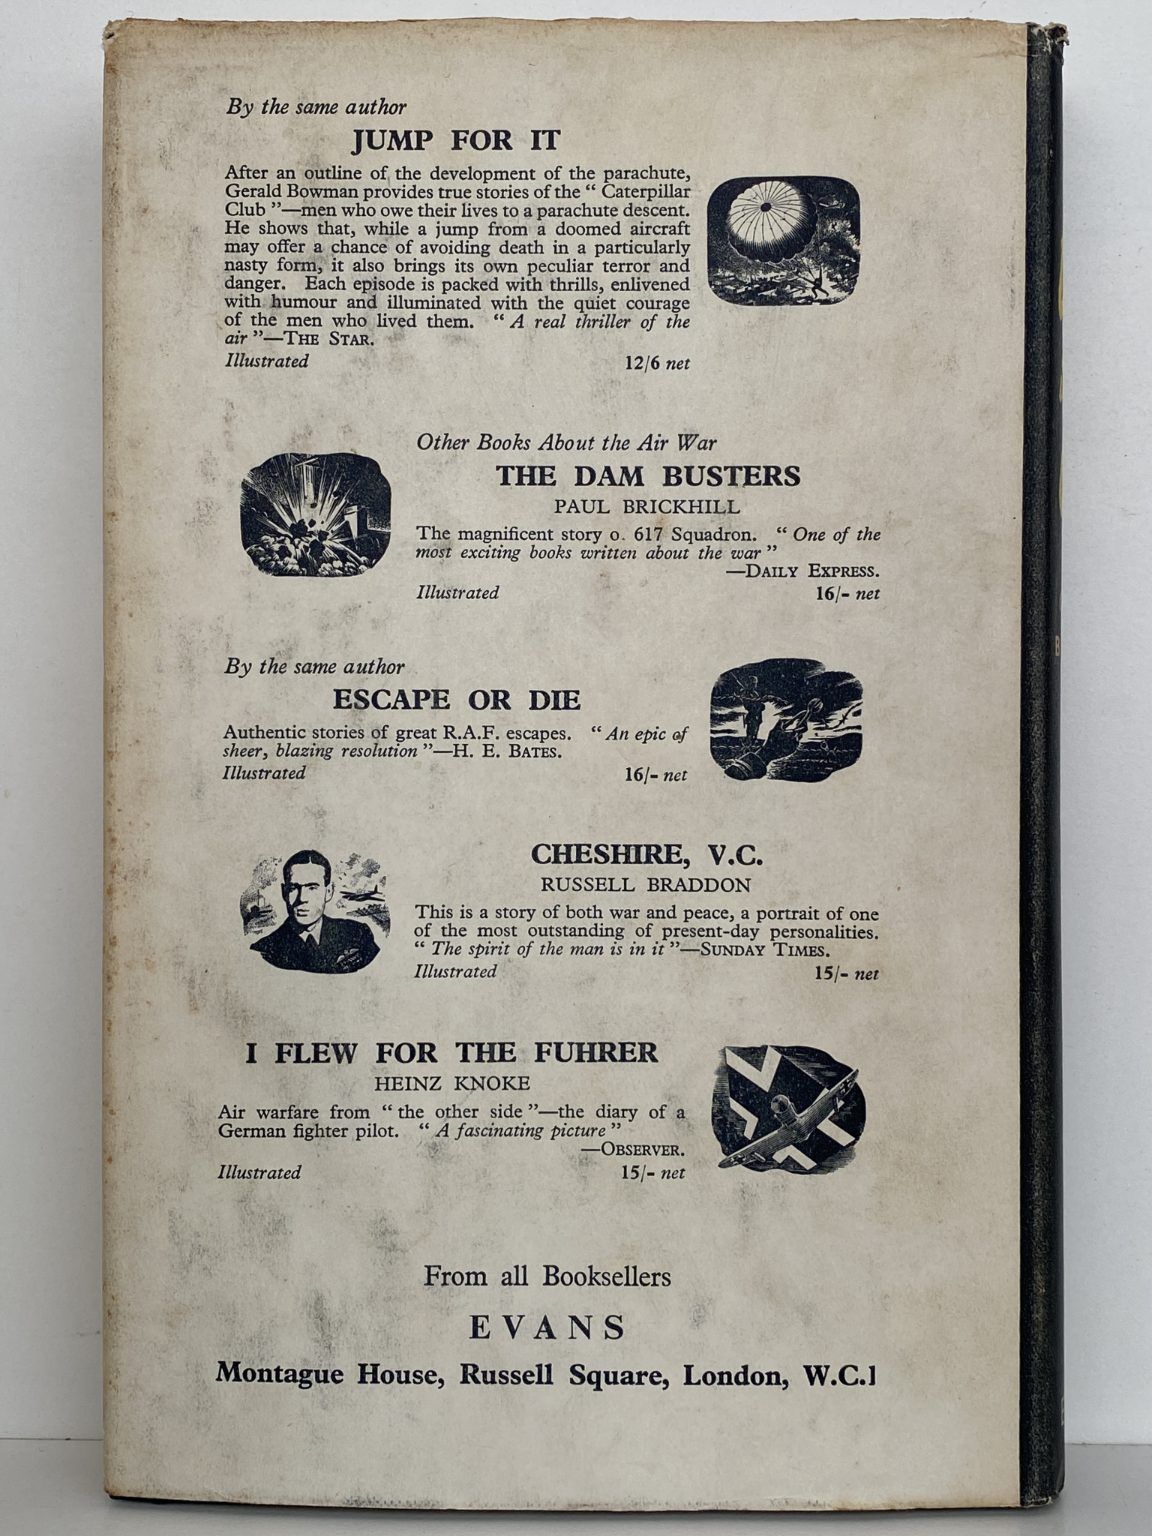 By the same author
JUMP FOR IT
After an outline of the development of the parachute,
Gerald Bowman provides true stories of the “ Caterpillar
Club ”—men who owe their lives to a parachute descent.
He shows that, while a jump from a doomed aircraft
may offer a chance of avoiding death in a particularly
nasty form, it also brings its own peculiar terror and
danger. Each episode is packed with thrills, enlivened
with humour and illuminated with the quiet courage
of the men who lived them. “ A real thriller of the
air ”—THE STAR.
Illustrated 12/6 net
Other Books About the Air War
THE DAM BUSTERS
PAUL BRICKHILL
The magnificent story o. 617 Squadron. “ One of the
most exciting books written about the war ”
—DAILY EXPRESS.
Illustrated 16/- net
By the same author
ESCAPE OR DIE
Authentic stories of great R.A.F. escapes. “ An epic of
sheer, blazing resolution ”—H. E. BATES.
Illustrated 16/- net
CHESHIRE, V.C.
RUSSELL BRADDON
This is a story of both war and peace, a portrait of one
of the most outstanding of present-day personalities.
“ The spirit of the man is in it ”—SUNDAY TIMES.
Illustrated 15/- net
I FLEW FOR THE FUHRER
HEINZ KNOKE
Air warfare from “ the other side ”—the diary of a
German fighter pilot. “ A fascinating picture ”
—OBSERVER.
Illustrated 15/- net
From all Booksellers
EVANS
Montague House, Russell Square, London, W.C.1